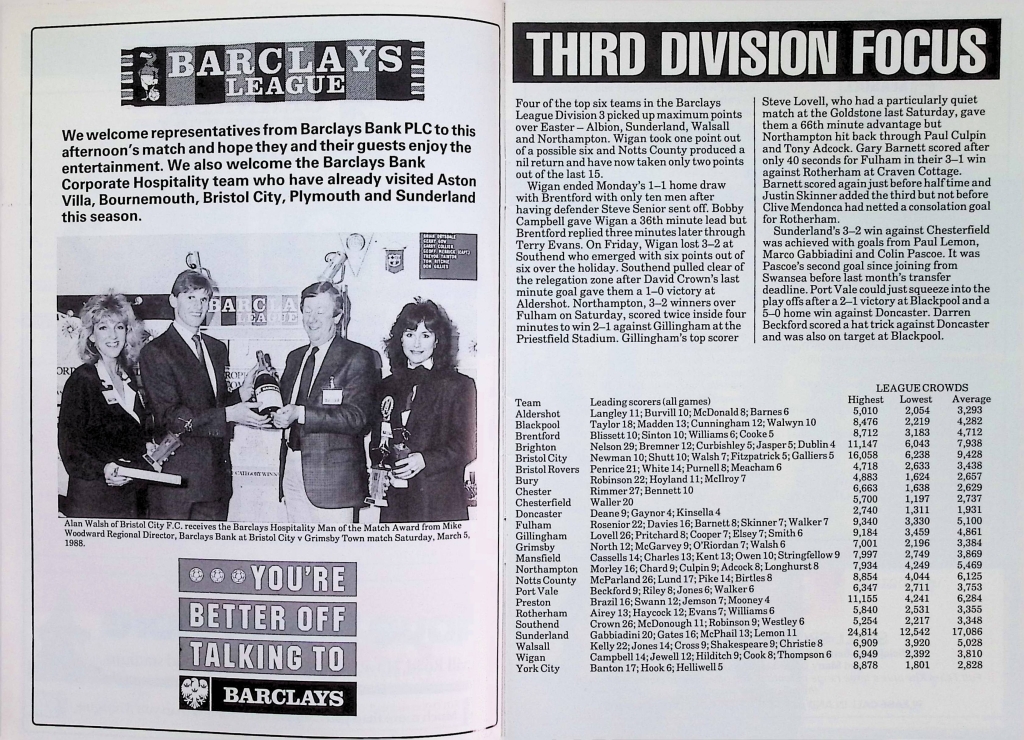 BARCLAYS
LEAGUE
We welcome representatives from Barclays Bank PLC to this
afternoon's match and hope they and their guests enjoy the
entertainment. We also welcome the Barclays Bank
Corporate Hospitality team who have already visited Aston
Villa, Bournemouth, Bristol City, Plymouth and Sunderland
this season.
BARCLA
LEAGUE
Alan Walsh of Bristol City F.C. receives the Barclays Hospitality Man of the Match Award from Mike
Woodward Regional Director, Barclays Bank at Bristol City v Grimsby Town match Saturday, March 5,
1988.
YOU'RE
BETTER OFF
TALKING TO
BARCLAYS
THIRD DIVISION FOCUS
Four of the top six teams in the Barclays
League Division 3 picked up maximum points
over Easter – Albion, Sunderland, Walsall
and Northampton. Wigan took one point out
of a possible six and Notts County produced a
nil return and have now taken only two points
out of the last 15.
Wigan ended Monday's 1–1 home draw
with Brentford with only ten men after
having defender Steve Senior sent off. Bobby
Campbell gave Wigan a 36th minute lead but
Brentford replied three minutes later through
Terry Evans. On Friday, Wigan lost 3–2 at
Southend who emerged with six points out of
six over the holiday. Southend pulled clear of
the relegation zone after David Crown's last
minute goal gave them a 1–0 victory at
Aldershot. Northampton, 3–2 winners over
Fulham on Saturday, scored twice inside four
minutes to win 2–1 against Gillingham at the
Priestfield Stadium. Gillingham's top scorer
Steve Lovell, who had a particularly quiet
match at the Goldstone last Saturday, gave
them a 66th minute advantage but
Northampton hit back through Paul Culpin
and Tony Adcock. Gary Barnett scored after
only 40 seconds for Fulham in their 3–1 win
against Rotherham at Craven Cottage.
Barnett scored again just before half time and
Justin Skinner added the third but not before
Clive Mendonca had netted a consolation goal
for Rotherham.
Sunderland's 3–2 win against Chesterfield
was achieved with goals from Paul Lemon,
Marco Gabbiadini and Colin Pascoe. It was
Pascoe's second goal since joining from
Swansea before last month's transfer
deadline. Port Vale could just squeeze into the
play offs after a 2–1 victory at Blackpool and a
5–0 home win against Doncaster. Darren
Beckford scored a hat trick against Doncaster
and was also on target at Blackpool.
LEAGUE CROWDS
Team Leading scorers (all games) Highest Lowest Average
Aldershot Langley 11; Burvill 10; McDonald 8; Barnes 6 5,010 2,054 3,293
Blackpool Taylor 18; Madden 13; Cunningham 12; Walwyn 10 8,476 2,219 4,282
Brentford Blissett 10; Sinton 10; Williams 6; Cooke 5 8,712 3,183 4,712
Brighton Nelson 29; Bremner 12; Curbishley 5; Jasper 5; Dublin 4 11,147 6,043 7,938
Bristol City Newman 10; Shutt 10; Walsh 7; Fitzpatrick 5; Galliers 5 16,058 6,238 9,428
Bristol Rovers Penrice 21; White 14; Purnell 8; Meacham 6 4,718 2,633 3,438
Bury Robinson 22; Hoyland 11; McIlroy 7 4,883 1,624 2,657
Chester Rimmer 27; Bennett 10 6,663 1,638 2,629
Chesterfield Waller 20 5,700 1,197 2,737
Doncaster Deane 9; Gaynor 4; Kinsella 4 2,740 1,311 1,931
Fulham Rosenior 22; Davies 16; Barnett 8; Skinner 7; Walker 7 9,340 3,330 5,100
Gillingham Lovell 26; Pritchard 8; Cooper 7; Elsey 7; Smith 6 9,184 3,459 4,861
Grimsby North 12; McGarvey 9; O'Riordan 7; Walsh 6 7,001 2,196 3,384
Mansfield Cassells 14; Charles 13; Kent 13; Owen 10; Stringfellow 9 7,997 2,749 3,869
Northampton Morley 16; Chard 9; Culpin 9; Adcock 8; Longhurst 8 7,934 4,249 5,469
Notts County McParland 26; Lund 17; Pike 14; Birtles 8 8,854 4,044 6,125
Port Vale Beckford 9; Riley 8; Jones 6; Walker 6 6,347 2,711 3,753
Preston Brazil 16; Swann 12; Jemson 7; Mooney 4 11,155 4,241 6,284
Rotherham Airey 13; Haycock 12; Evans 7; Williams 6 5,840 2,531 3,355
Southend Crown 26; McDonough 11; Robinson 9; Westley 6 5,254 2,217 3,348
Sunderland Gabbiadini 20; Gates 16; McPhail 13; Lemon 11 24,814 12,542 17,086
Walsall Kelly 22; Jones 14; Cross 9; Shakespeare 9; Christie 8 6,909 3,920 5,028
Wigan Campbell 14; Jewell 12; Hilditch 9; Cook 8; Thompson 6 6,949 2,392 3,810
York City Banton 17; Hook 6; Helliwell 5 8,878 1,801 2,828